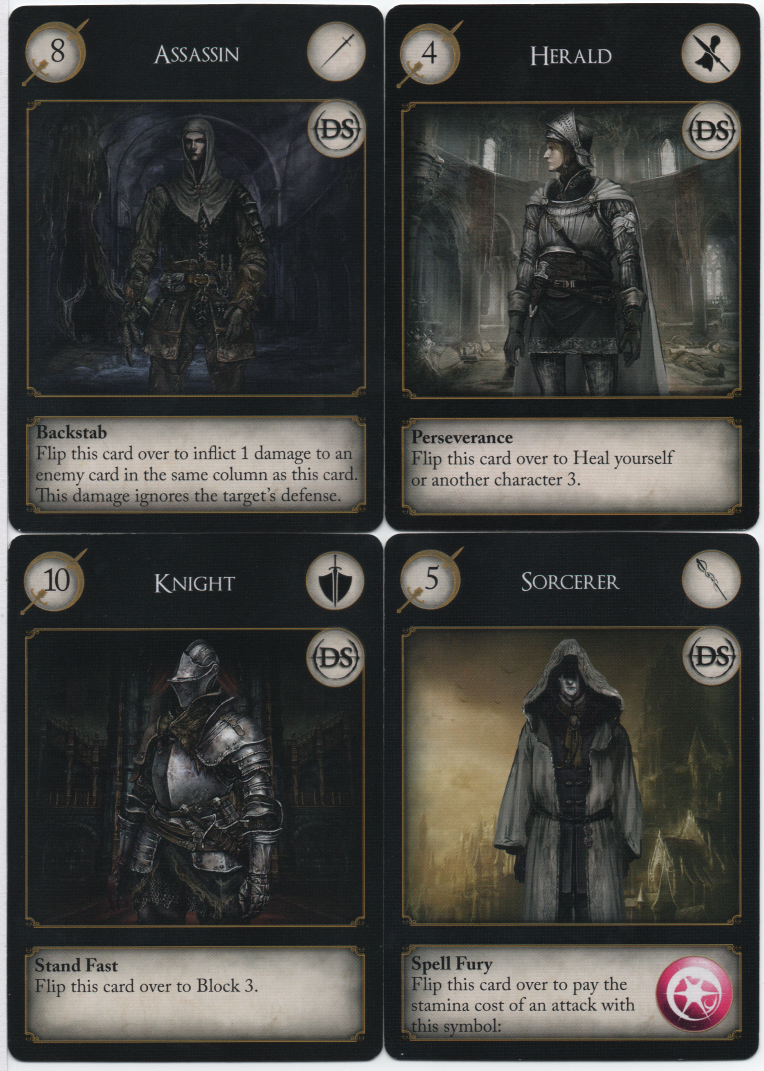 8
ASSASSIN
DS
Backstab
Flip this card over to inflict 1 damage to an
enemy card in the same column as this card.
This damage ignores the target's defense.
4
HERALD
DS
Perseverance
Flip this card over to Heal yourself
or another character 3.
10
KNIGHT
DS
Stand Fast
Flip this card over to Block 3.
5
SORCERER
DS
Spell Fury
Flip this card over to pay the
stamina cost of an attack with
this symbol: